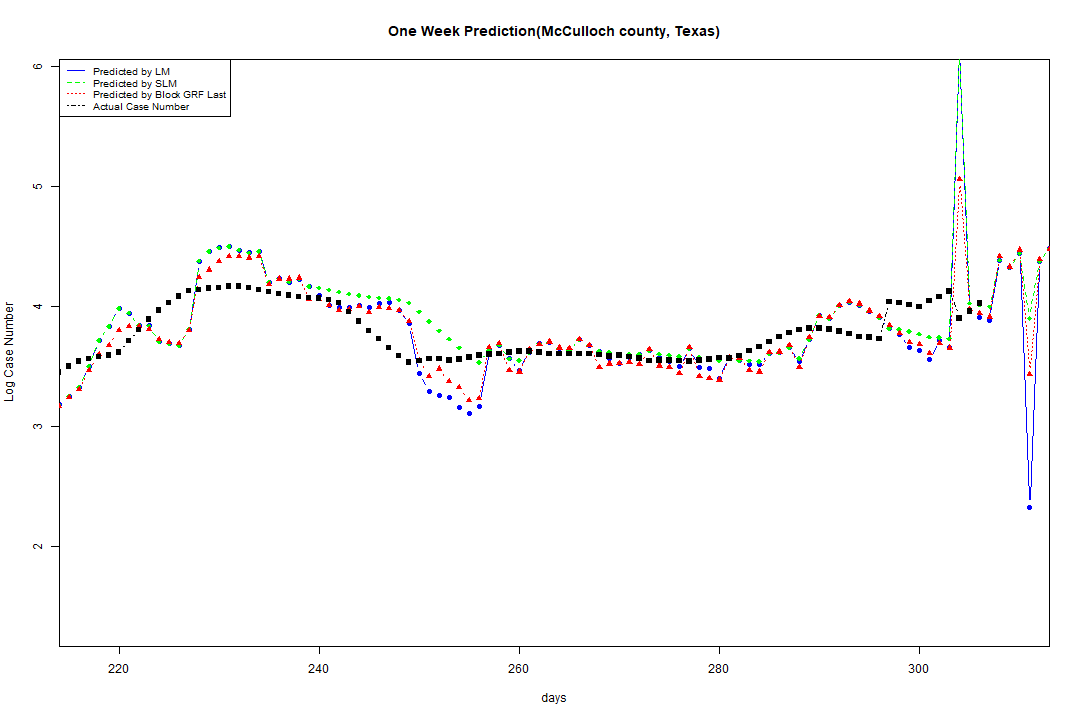 One Week Prediction(McCulloch county, Texas)
Predicted by LM
Predicted by SLM
Predicted by Block GRF Last
Actual Case Number
6
5
4
3
2
Log Case Number
220 240 260 280 300
days